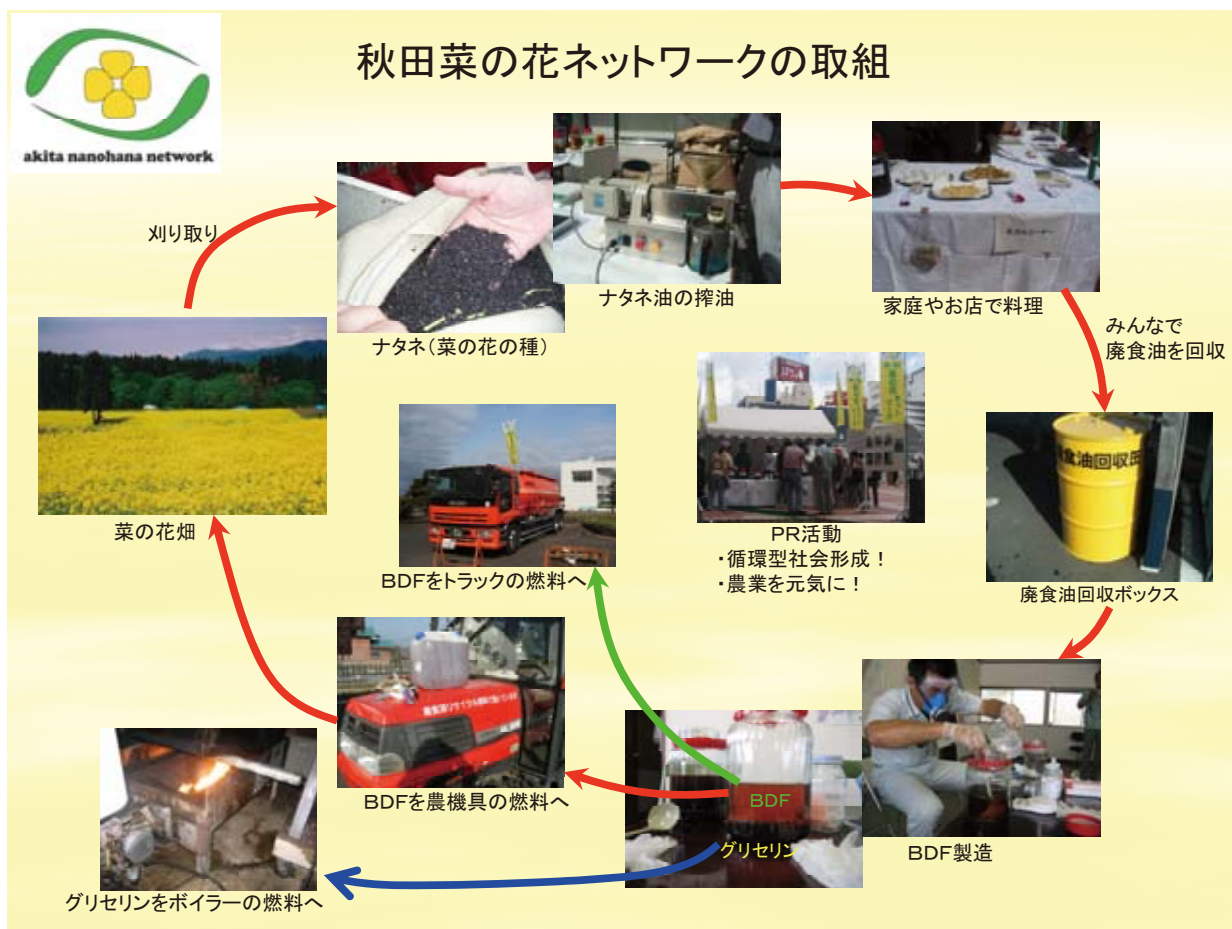 秋田菜の花ネットワークの取組
akita nanohana network
刈り取り
ナタネ（菜の花の種）
ナタネ油の搾油
家庭やお店で料理
みんなで
廃食油を回収
菜の花畑
BDFをトラックの燃料へ
PR活動
・循環型社会形成！
・農業を元気に！
食油回収
廃食油回収ボックス
BDFを農機具の燃料へ
BDF
グリセリン
BDF製造
グリセリンをボイラーの燃料へ